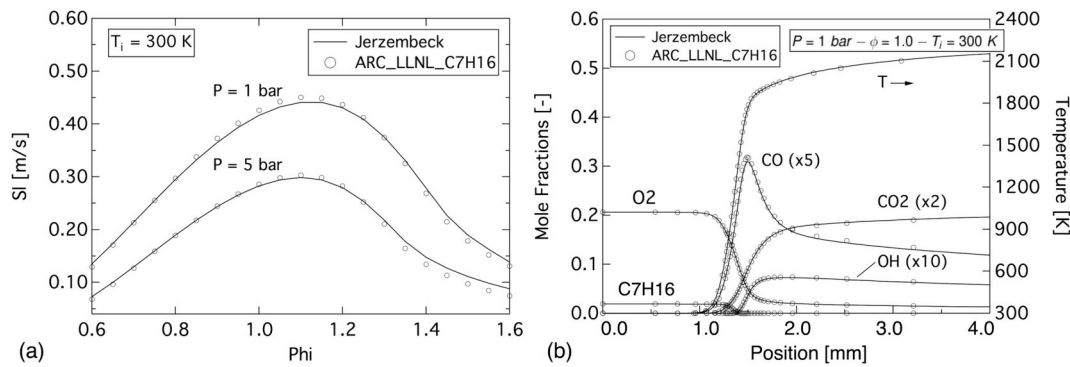 0.60
0.50
0.40
0.30
0.20
0.10
Sl [m/s]
T_i = 300 K
Jerzembeck
ARC_LLNL_C7H16
P = 1 bar
P = 5 bar
0.6 0.8 1.0 1.2 1.4 1.6
Phi
(a)
0.6
0.5
0.4
0.3
0.2
0.1
0.0
Mole Fractions [-]
Jerzembeck
ARC_LLNL_C7H16
P = 1 bar – ϕ = 1.0 – T_i = 300 K
T
CO (x5)
O2
CO2 (x2)
OH (x10)
C7H16
2400
2100
1800
1500
1200
900
600
300
Temperature [K]
0.0 1.0 2.0 3.0 4.0
Position [mm]
(b)